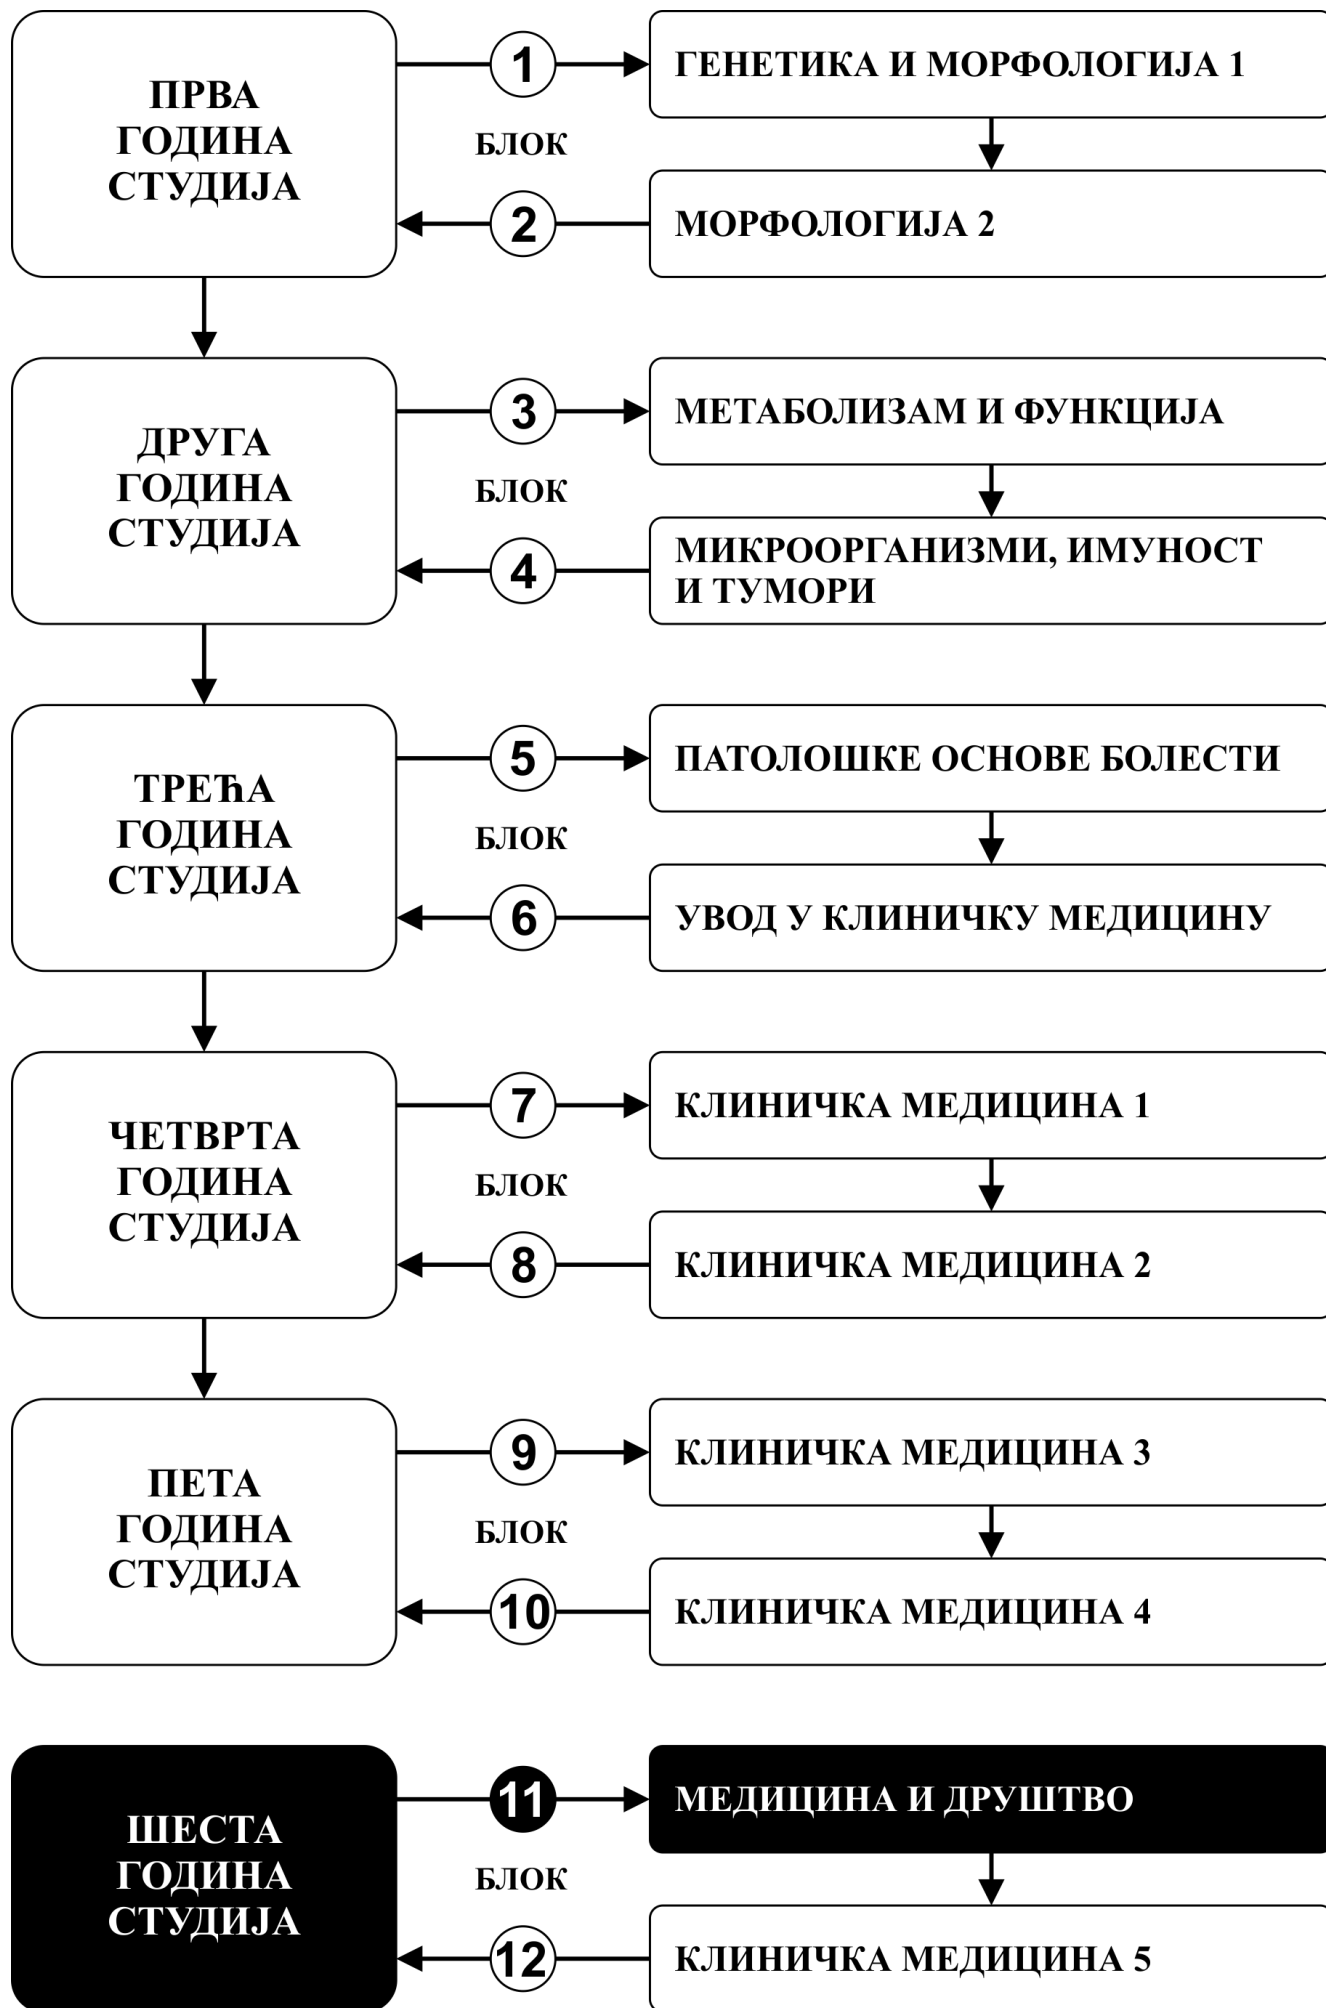 ПРВА
ГОДИНА
СТУДИЈА
1
ГЕНЕТИКА И МОРФОЛОГИЈА 1
БЛОК
2
МОРФОЛОГИЈА 2
ДРУГА
ГОДИНА
СТУДИЈА
3
МЕТАБОЛИЗАМ И ФУНКЦИЈА
БЛОК
4
МИКРООРГАНИЗМИ, ИМУНОСТ
И ТУМОРИ
ТРЕЋА
ГОДИНА
СТУДИЈА
5
ПАТОЛОШКЕ ОСНОВЕ БОЛЕСТИ
БЛОК
6
УВОД У КЛИНИЧКУ МЕДИЦИНУ
ЧЕТВРТА
ГОДИНА
СТУДИЈА
7
КЛИНИЧКА МЕДИЦИНА 1
БЛОК
8
КЛИНИЧКА МЕДИЦИНА 2
ПЕТА
ГОДИНА
СТУДИЈА
9
КЛИНИЧКА МЕДИЦИНА 3
БЛОК
10
КЛИНИЧКА МЕДИЦИНА 4
ШЕСТА
ГОДИНА
СТУДИЈА
11
МЕДИЦИНА И ДРУШТВО
БЛОК
12
КЛИНИЧКА МЕДИЦИНА 5